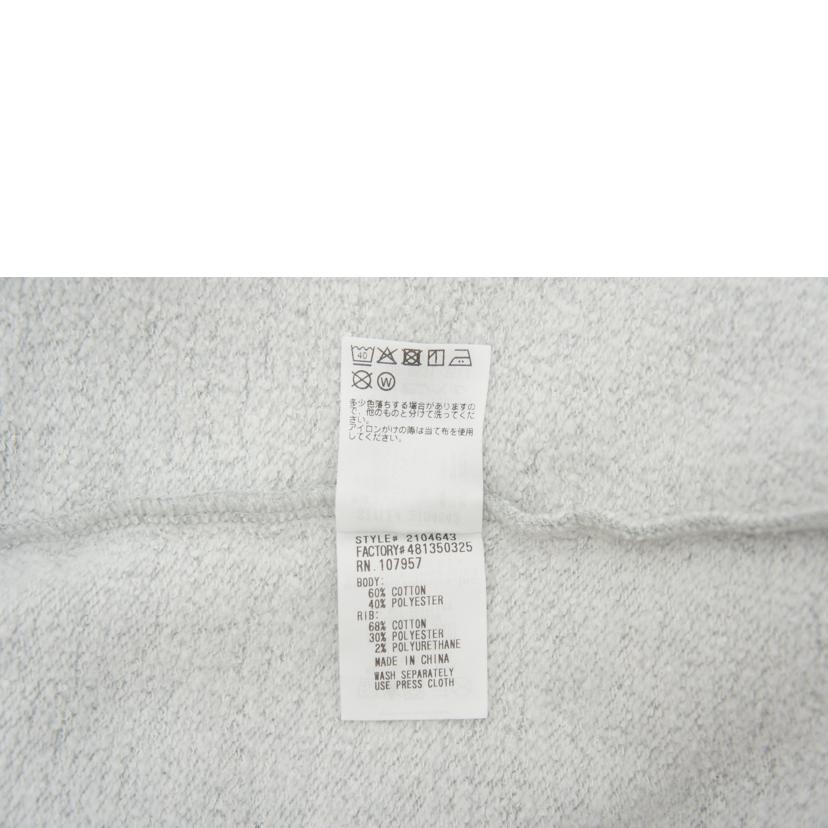 40
W
多少色落ちする場合がありますの
で、他のものと分けて洗ってくだ
さい。
アイロンがけの際は当て布を使用
してください。
STYLE# 2104643
FACTORY#481350325
RN.107957
BODY:
60% COTTON
40% POLYESTER
RIB:
68% COTTON
30% POLYESTER
2% POLYURETHANE
MADE IN CHINA
WASH SEPARATELY
USE PRESS CLOTH